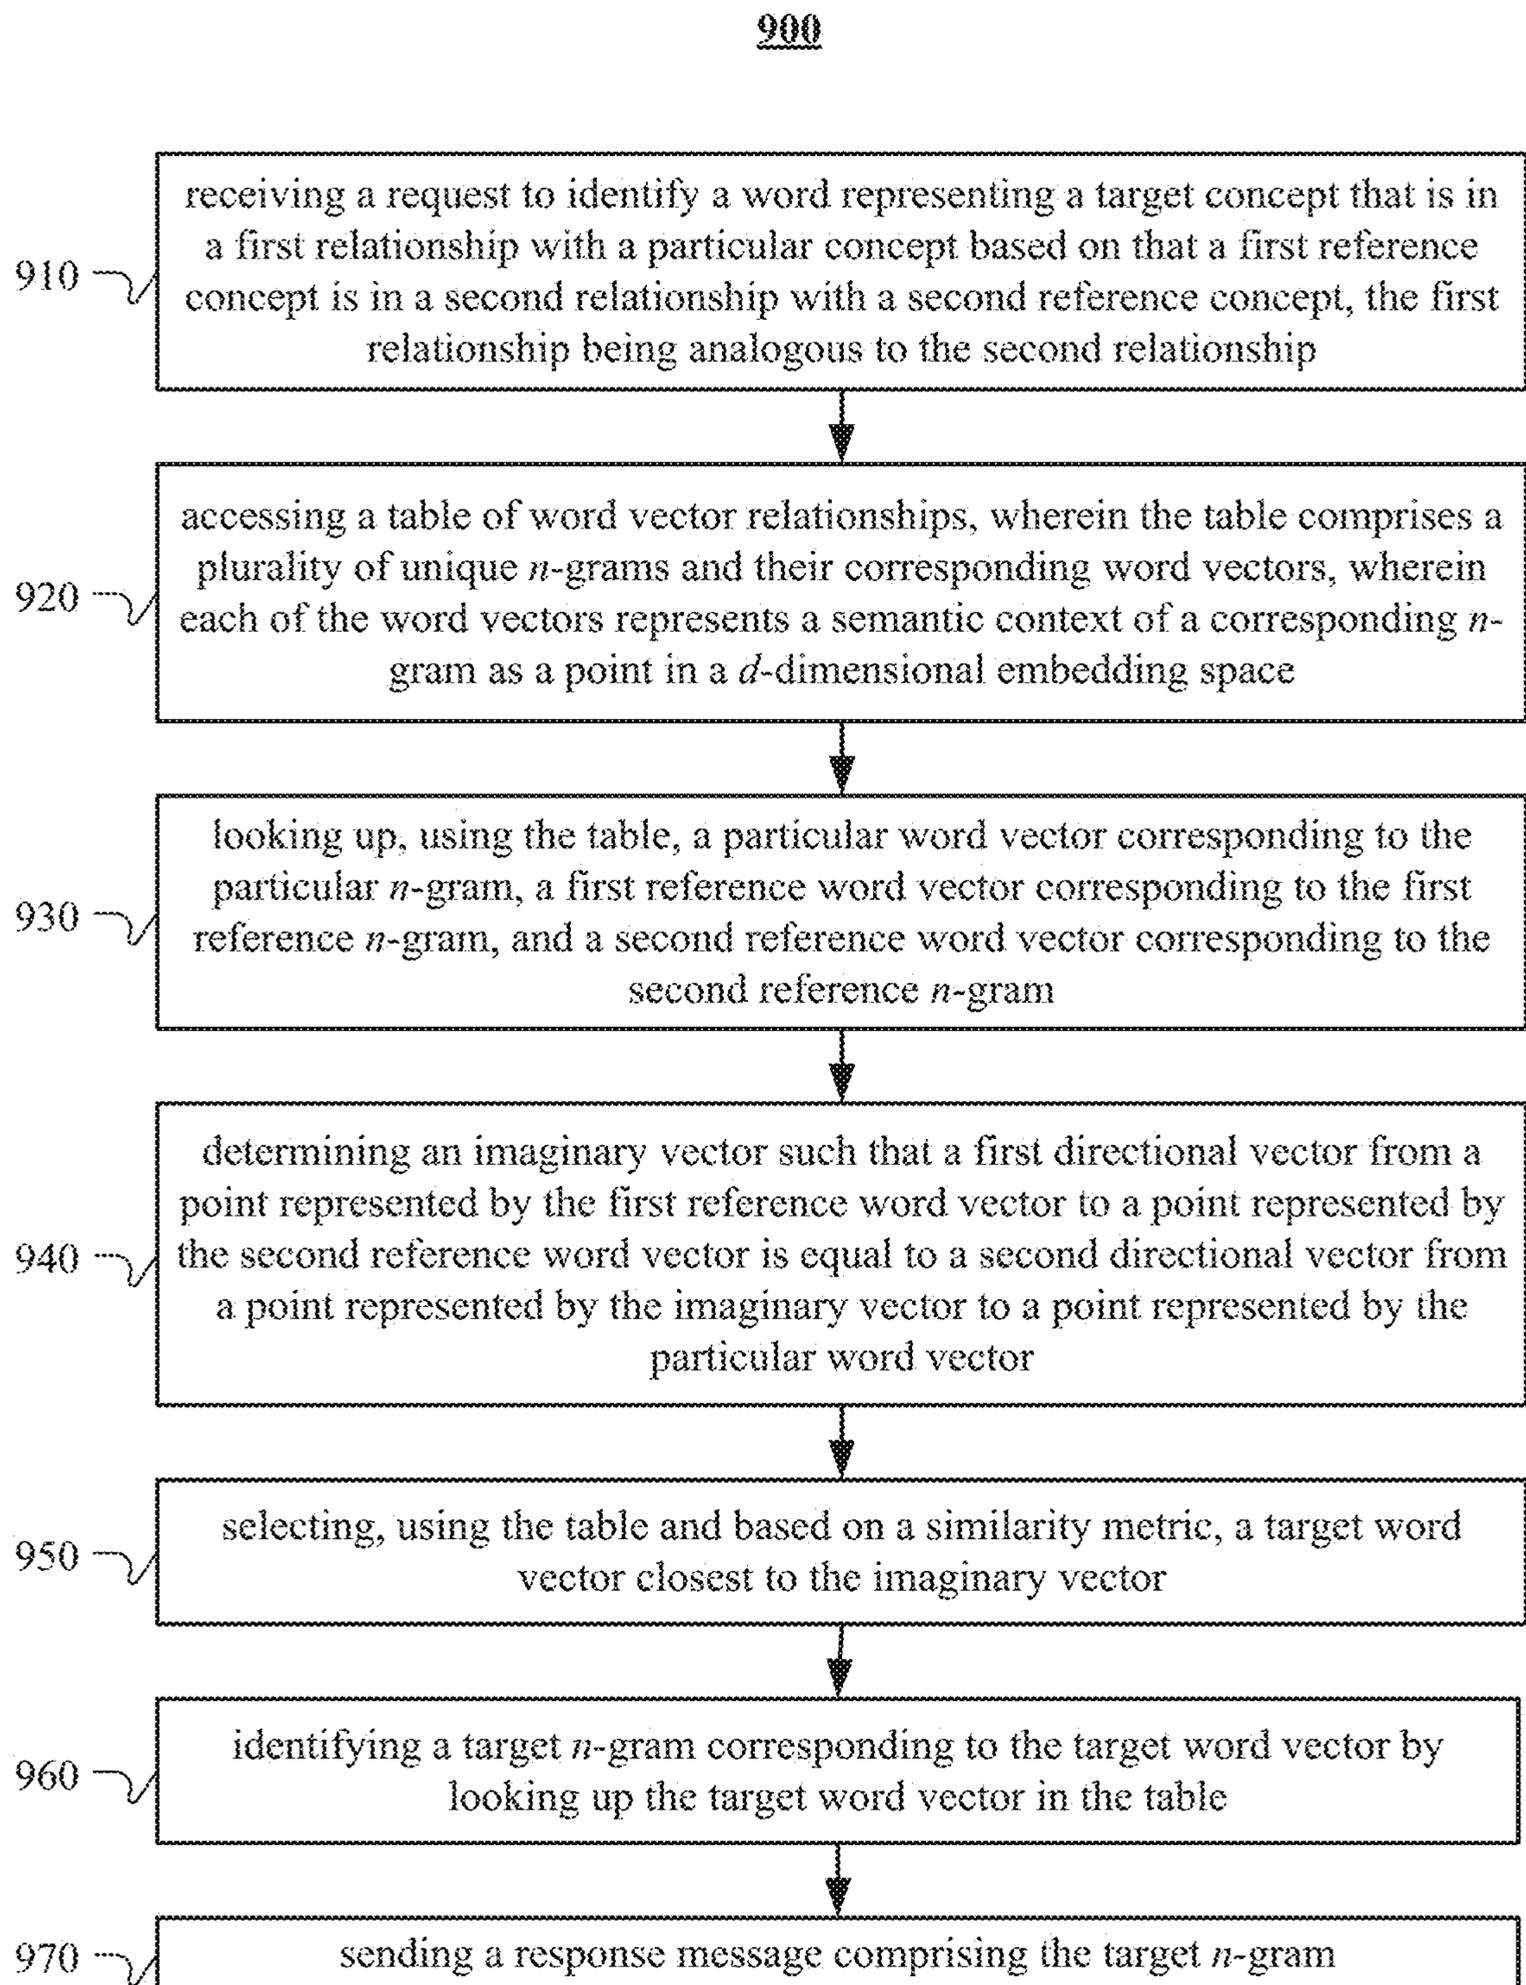 900
receiving a request to identify a word representing a target concept that is in
a first relationship with a particular concept based on that a first reference
910
concept is in a second relationship with a second reference concept, the first
relationship being analogous to the second relationship
accessing a table of word vector relationships, wherein the table comprises a
plurality of unique n-grams and their corresponding word vectors, wherein
920
each of the word vectors represents a semantic context of a corresponding n-
gram as a point in a d-dimensional embedding space
looking up, using the table, a particular word vector corresponding to the
particular n-gram, a first reference word vector corresponding to the first
930
reference n-gram, and a second reference word vector corresponding to the
second reference n-gram
determining an imaginary vector such that a first directional vector from a
point represented by the first reference word vector to a point represented by
940
the second reference word vector is equal to a second directional vector from
a point represented by the imaginary vector to a point represented by the
particular word vector
selecting, using the table and based on a similarity metric, a target word
950
vector closest to the imaginary vector
identifying a target n-gram corresponding to the target word vector by
960
looking up the target word vector in the table
970
sending a response message comprising the target n-gram